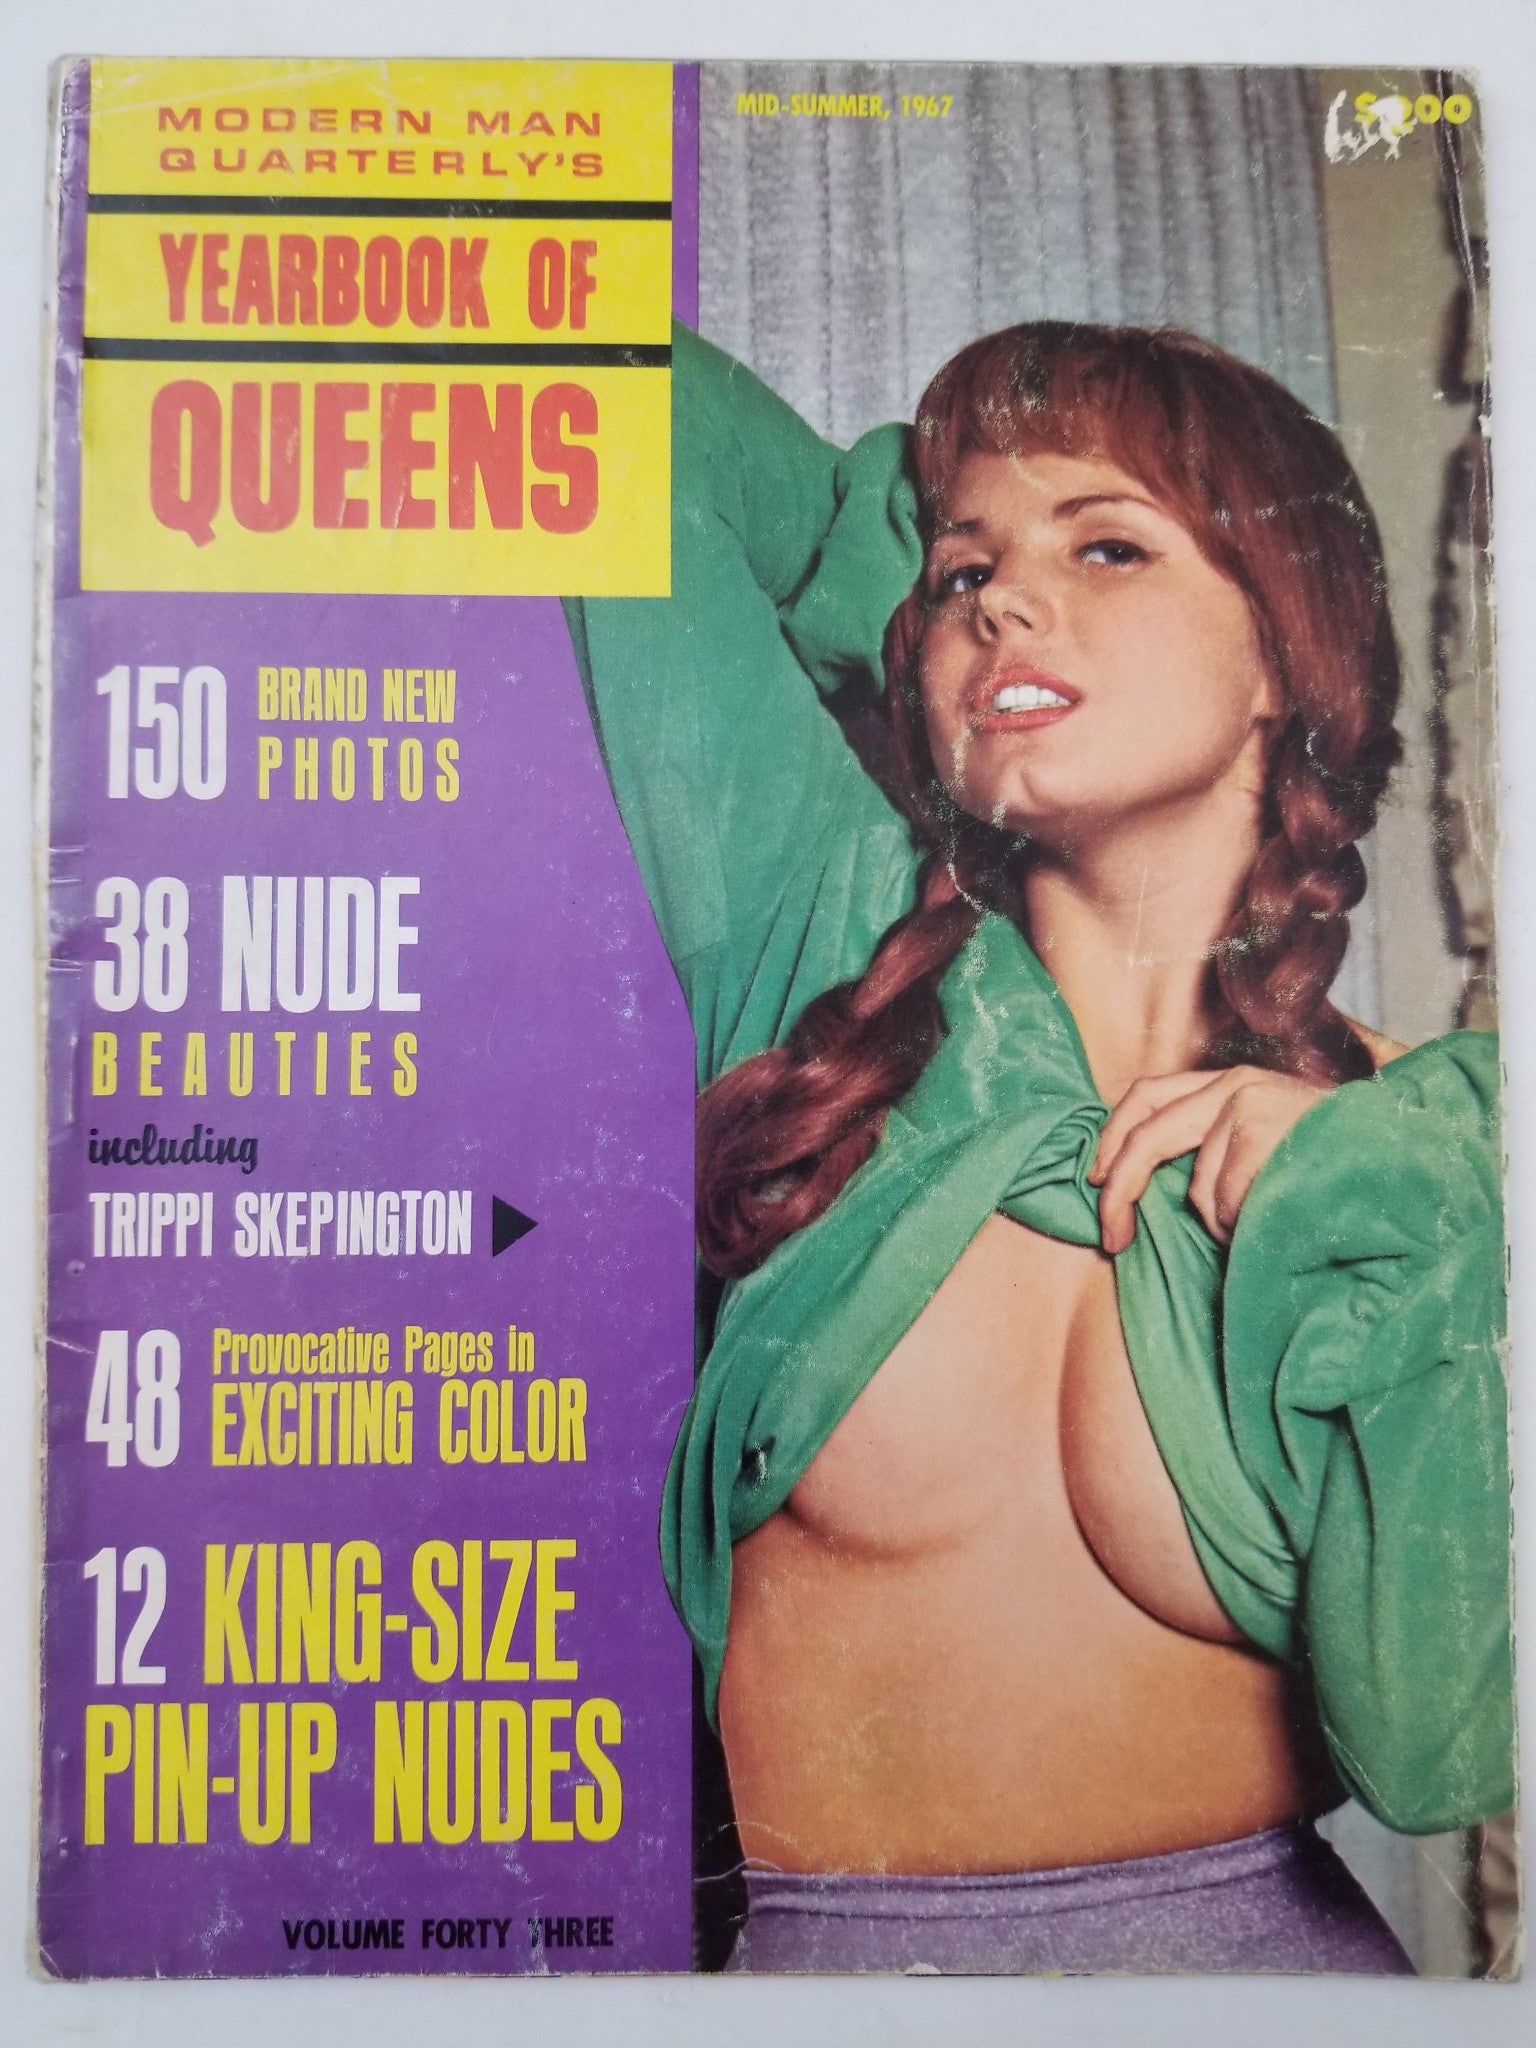 MODERN MAN
QUARTERLY'S
YEARBOOK OF
QUEENS
MID-SUMMER, 1967
150 BRAND NEW
PHOTOS
38 NUDE
BEAUTIES
including
TRIPPI SKEPINGTON
48 Provocative Pages in
EXCITING COLOR
12 KING-SIZE
PIN-UP NUDES
VOLUME FORTY THREE